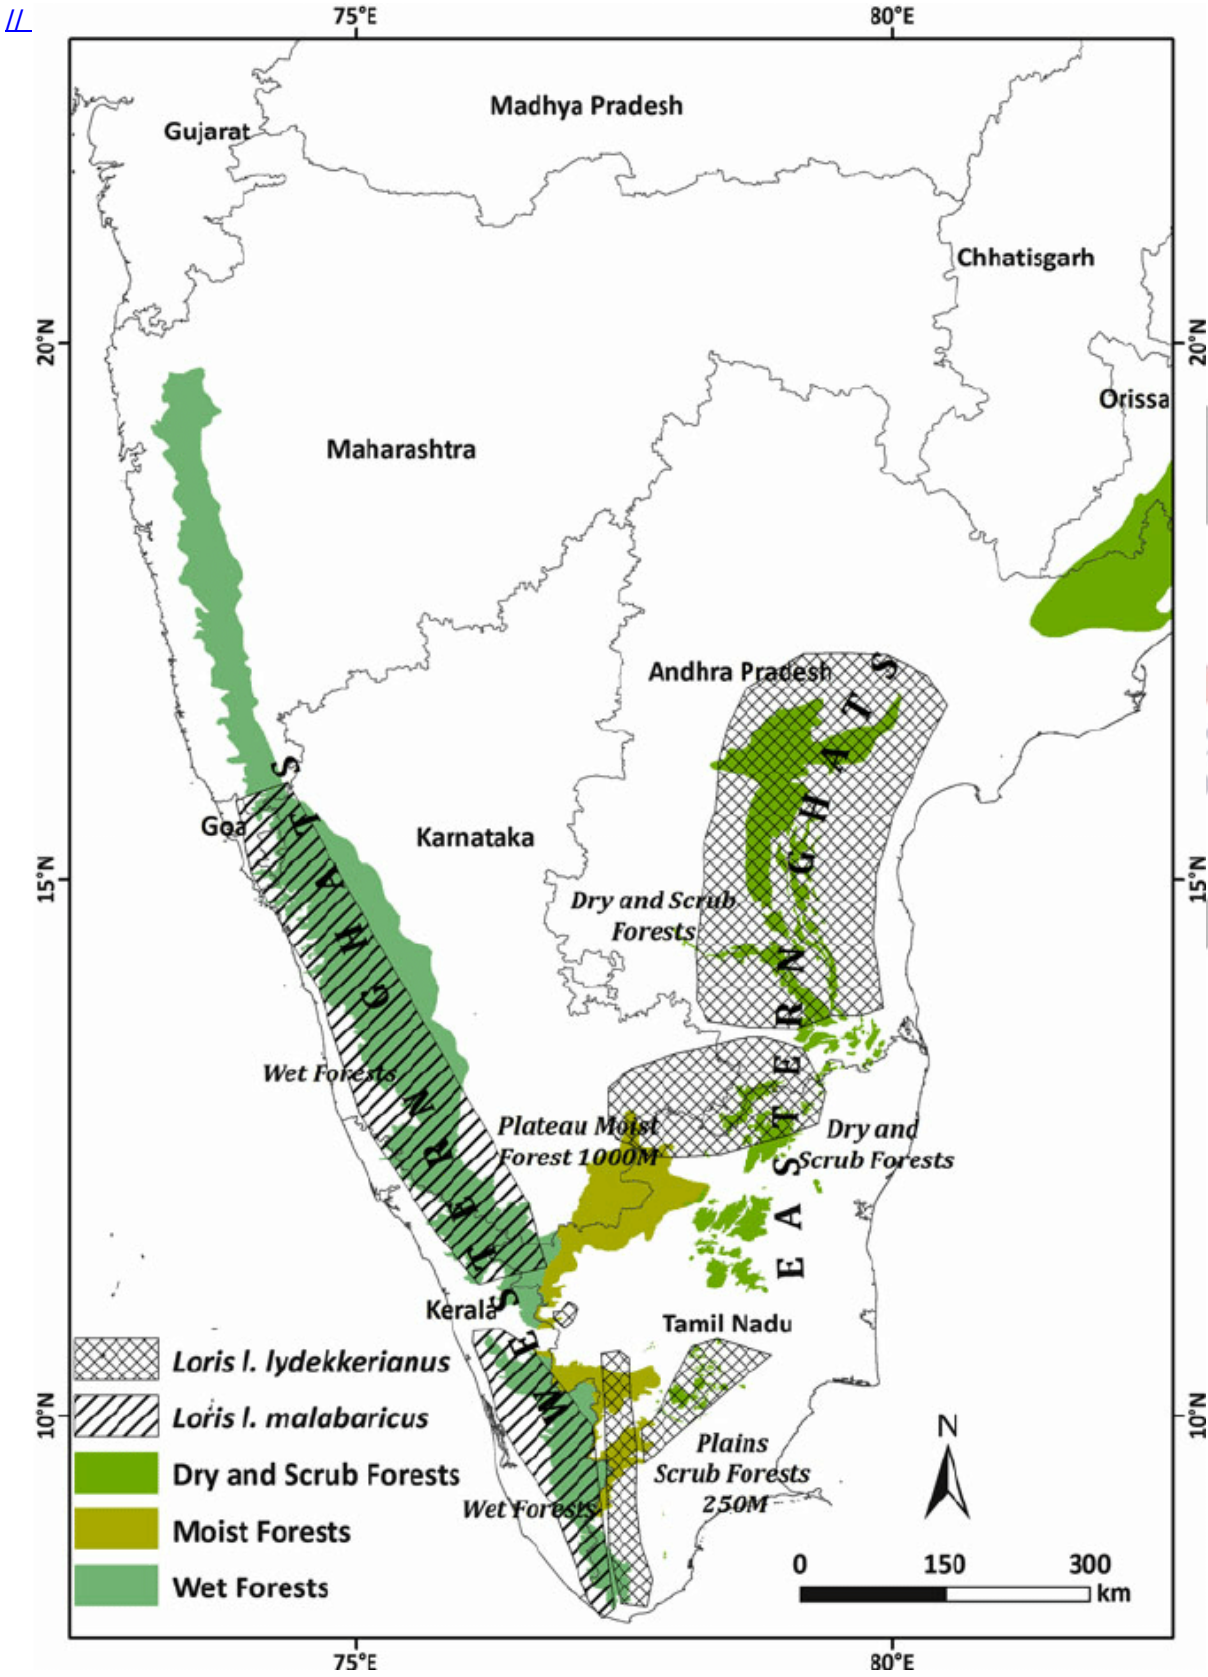 //
75°E
80°E
Madhya Pradesh
Gujarat
Chhatisgarh
20°N
20°N
Orissa
Maharashtra
Andhra Pradesh
Goa
Karnataka
15°N
15°N
Dry and Scrub
Forests
WESTERN GHATS
EASTERN GHATS
Wet Forests
Plateau Moist
Forest 1000M
Dry and
Scrub Forests
Kerala
Tamil Nadu
Loris l. lydekkerianus
Loris l. malabaricus
10°N
10°N
Dry and Scrub Forests
Moist Forests
Wet Forests
Plains
Scrub Forests
250M
Wet Forests
N
0 150 300
km
75°E
80°E